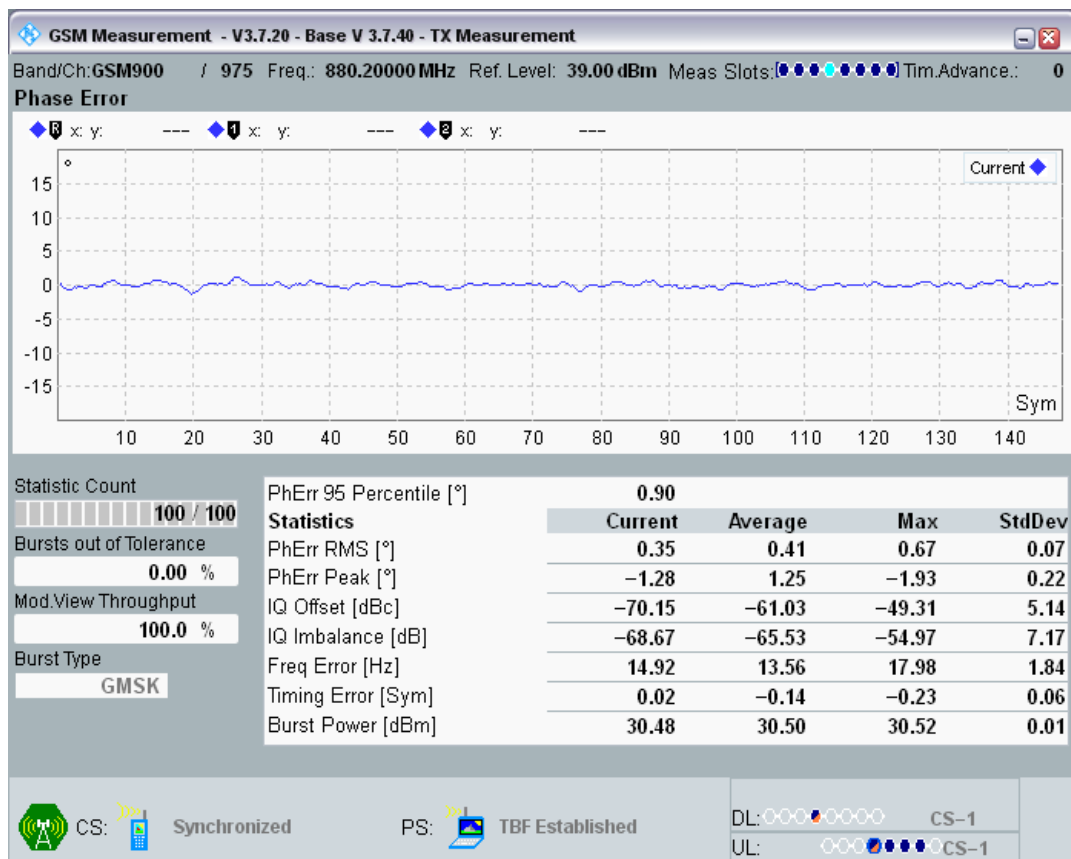 GSM Measurement - V3.7.20 - Base V 3.7.40 - TX Measurement
Band/Ch:GSM900 / 975 Freq.: 880.20000 MHz Ref. Level: 39.00 dBm Meas Slots:[ ] Tim.Advance.: 0
Phase Error
R x: y: --- 1 x: y: --- 2 x: y: ---
°
Current
15
10
5
0
-5
-10
-15
Sym
10 20 30 40 50 60 70 80 90 100 110 120 130 140
Statistic Count
100 / 100
Bursts out of Tolerance
0.00 %
Mod.View Throughput
100.0 %
Burst Type
GMSK
PhErr 95 Percentile [°] 0.90
Statistics Current Average Max StdDev
PhErr RMS [°] 0.35 0.41 0.67 0.07
PhErr Peak [°] −1.28 1.25 −1.93 0.22
IQ Offset [dBc] −70.15 −61.03 −49.31 5.14
IQ Imbalance [dB] −68.67 −65.53 −54.97 7.17
Freq Error [Hz] 14.92 13.56 17.98 1.84
Timing Error [Sym] 0.02 −0.14 −0.23 0.06
Burst Power [dBm] 30.48 30.50 30.52 0.01
CS: Synchronized PS: TBF Established
DL: CS−1
UL: CS−1